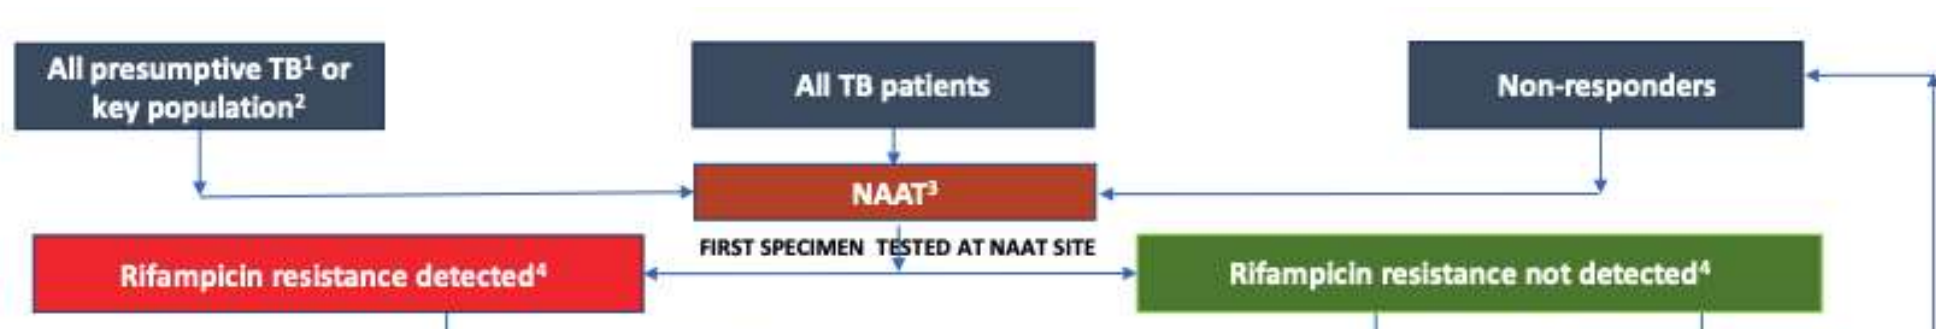 All presumptive TB¹ or
key population²
All TB patients
Non-responders
NAAT³
FIRST SPECIMEN TESTED AT NAAT SITE
Rifampicin resistance detected⁴
Rifampicin resistance not detected⁴